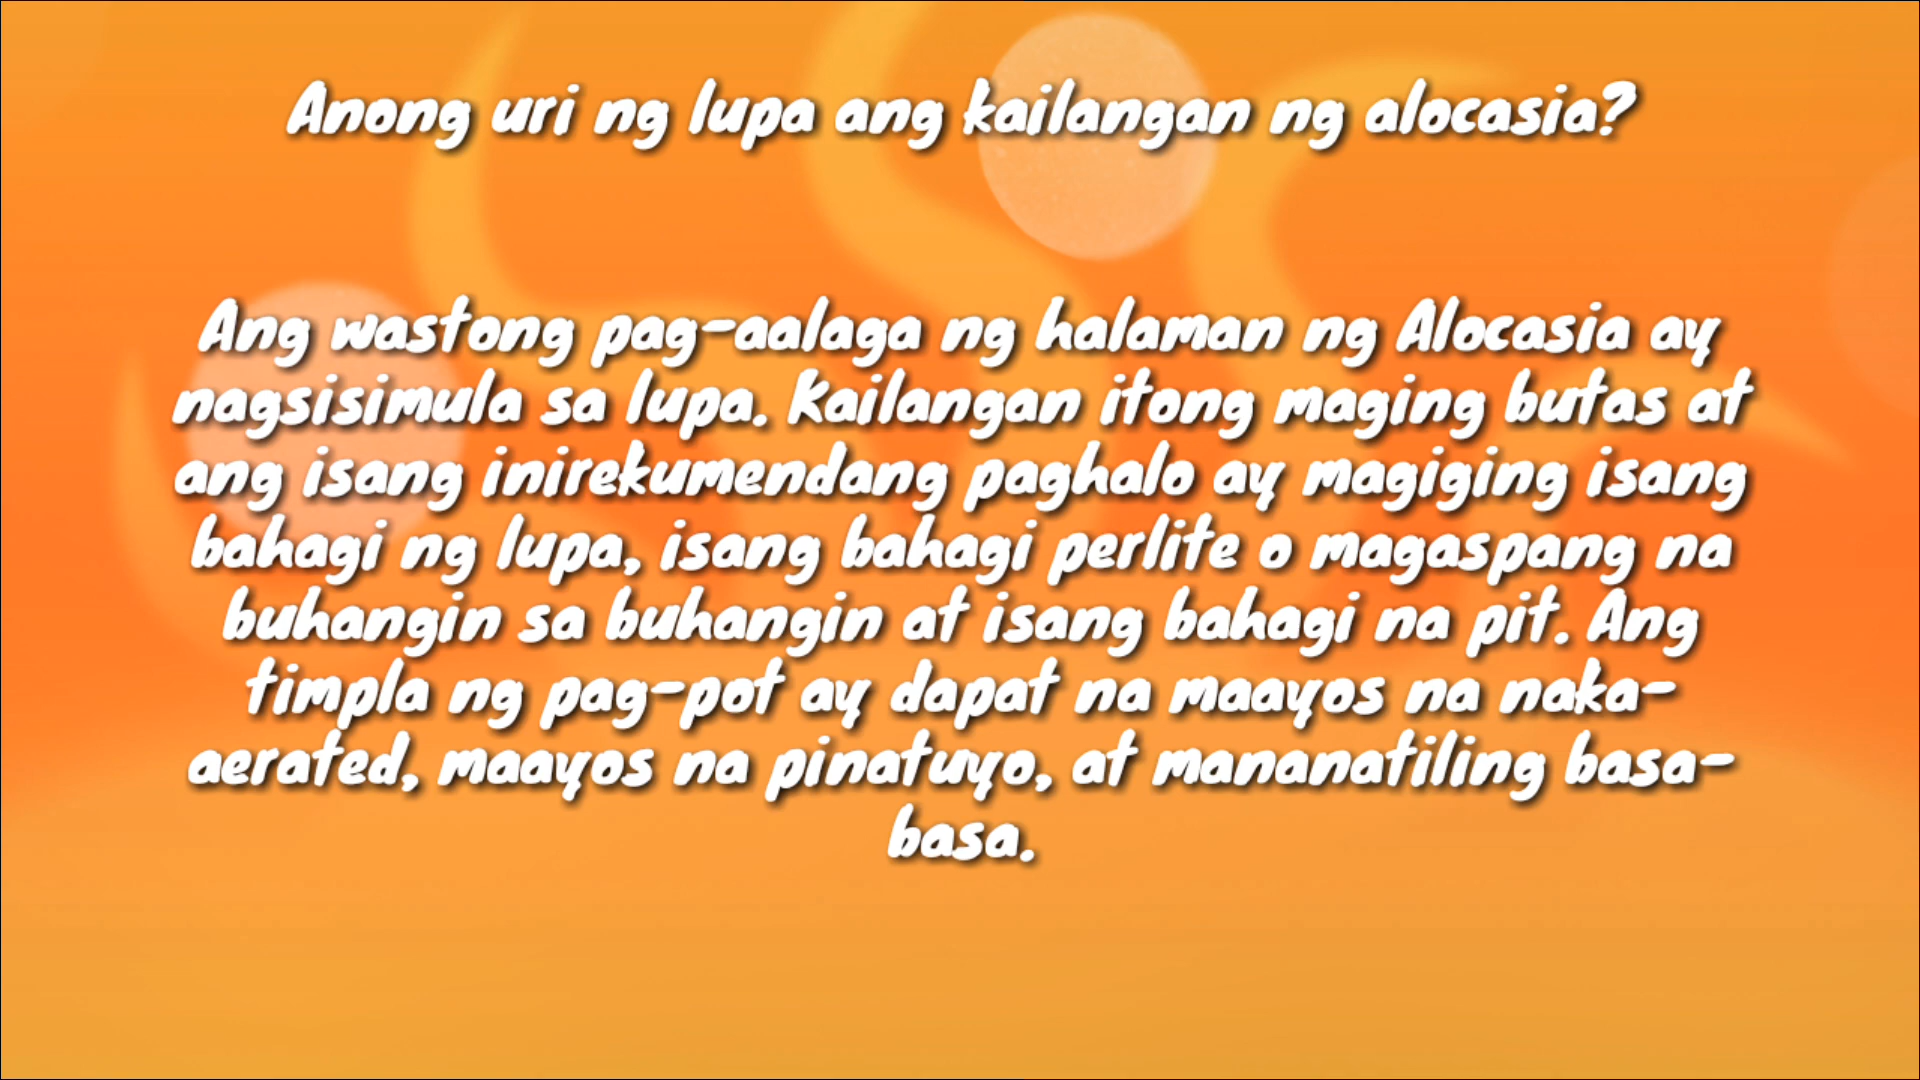 Anong uri ng lupa ang kailangan ng alocasia?
Ang wastong pag-aalaga ng halaman ng Alocasia ay
nagsisimula sa lupa. Kailangan itong maging butas at
ang isang inirekumendang paghalo ay magiging isang
bahagi ng lupa, isang bahagi perlite o magaspang na
buhangin sa buhangin at isang bahagi na pit. Ang
timpla ng pag-pot ay dapat na maayos na naka-
aerated, maayos na pinatuyo, at mananatiling basa-
basa.